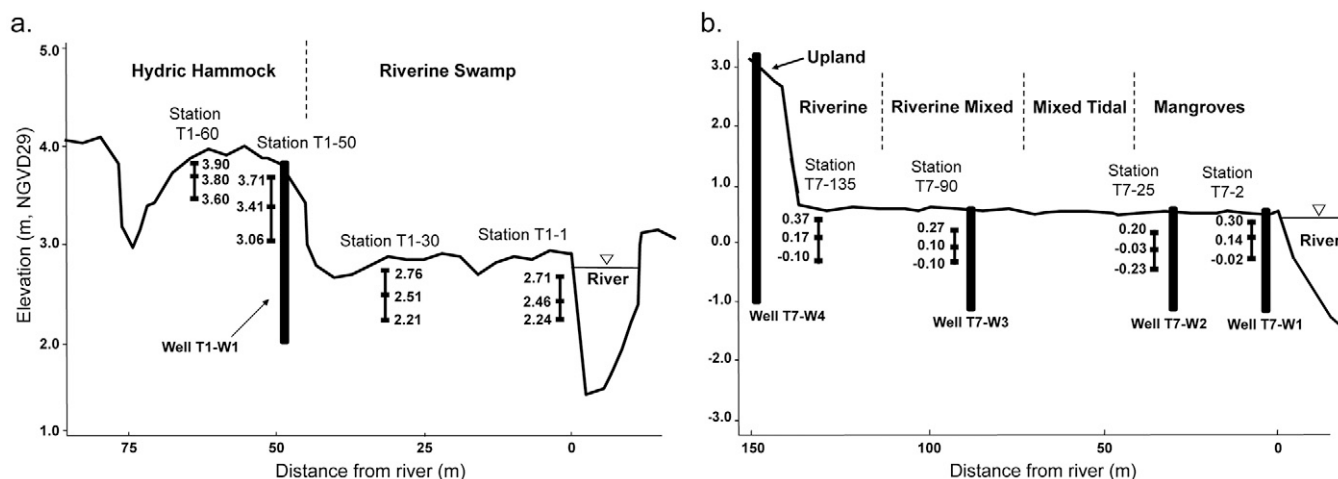 a.
5.0
4.0
3.0
2.0
1.0
Elevation (m, NGVD29)
Hydric Hammock
Riverine Swamp
Station
T1-60
Station T1-50
3.90
3.80
3.60
3.71
3.41
3.06
Station T1-30
Station T1-1
2.76
2.51
2.21
2.71
2.46
2.24
River
Well T1-W1
75
50
25
0
Distance from river (m)
b.
3.0
2.0
1.0
0.0
-1.0
-2.0
-3.0
Upland
Riverine
Riverine Mixed
Mixed Tidal
Mangroves
Station
T7-135
Station
T7-90
Station
T7-25
Station
T7-2
0.37
0.17
-0.10
0.27
0.10
-0.10
0.20
-0.03
-0.23
0.30
0.14
-0.02
River
Well T7-W4
Well T7-W3
Well T7-W2
Well T7-W1
150
100
50
0
Distance from river (m)